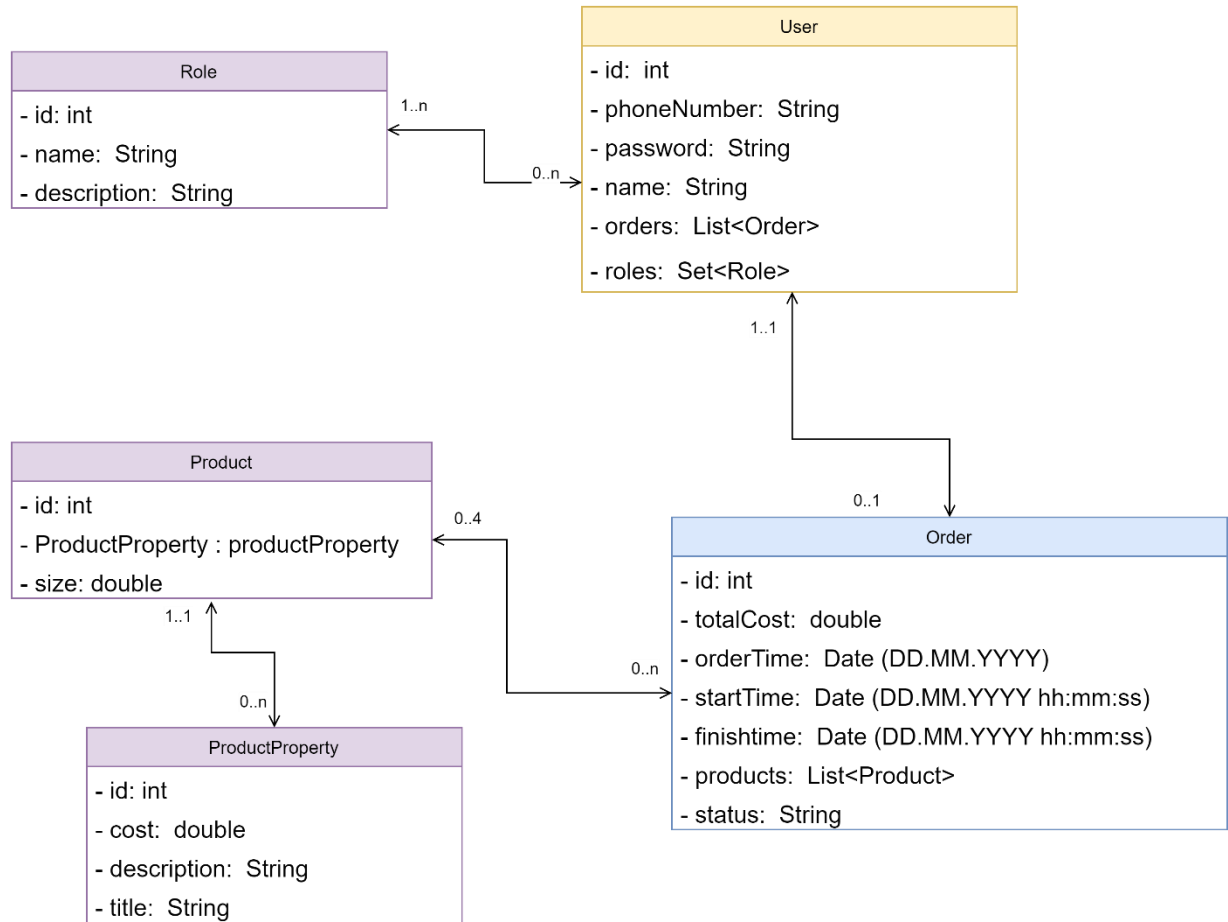 User
- id: int
- phoneNumber: String
- password: String
- name: String
- orders: List<Order>
- roles: Set<Role>
Role
- id: int
- name: String
- description: String
1..n
0..n
1..1
0..1
Product
- id: int
- ProductProperty : productProperty
- size: double
0..4
0..n
1..1
0..n
Order
- id: int
- totalCost: double
- orderTime: Date (DD.MM.YYYY)
- startTime: Date (DD.MM.YYYY hh:mm:ss)
- finishtime: Date (DD.MM.YYYY hh:mm:ss)
- products: List<Product>
- status: String
ProductProperty
- id: int
- cost: double
- description: String
- title: String